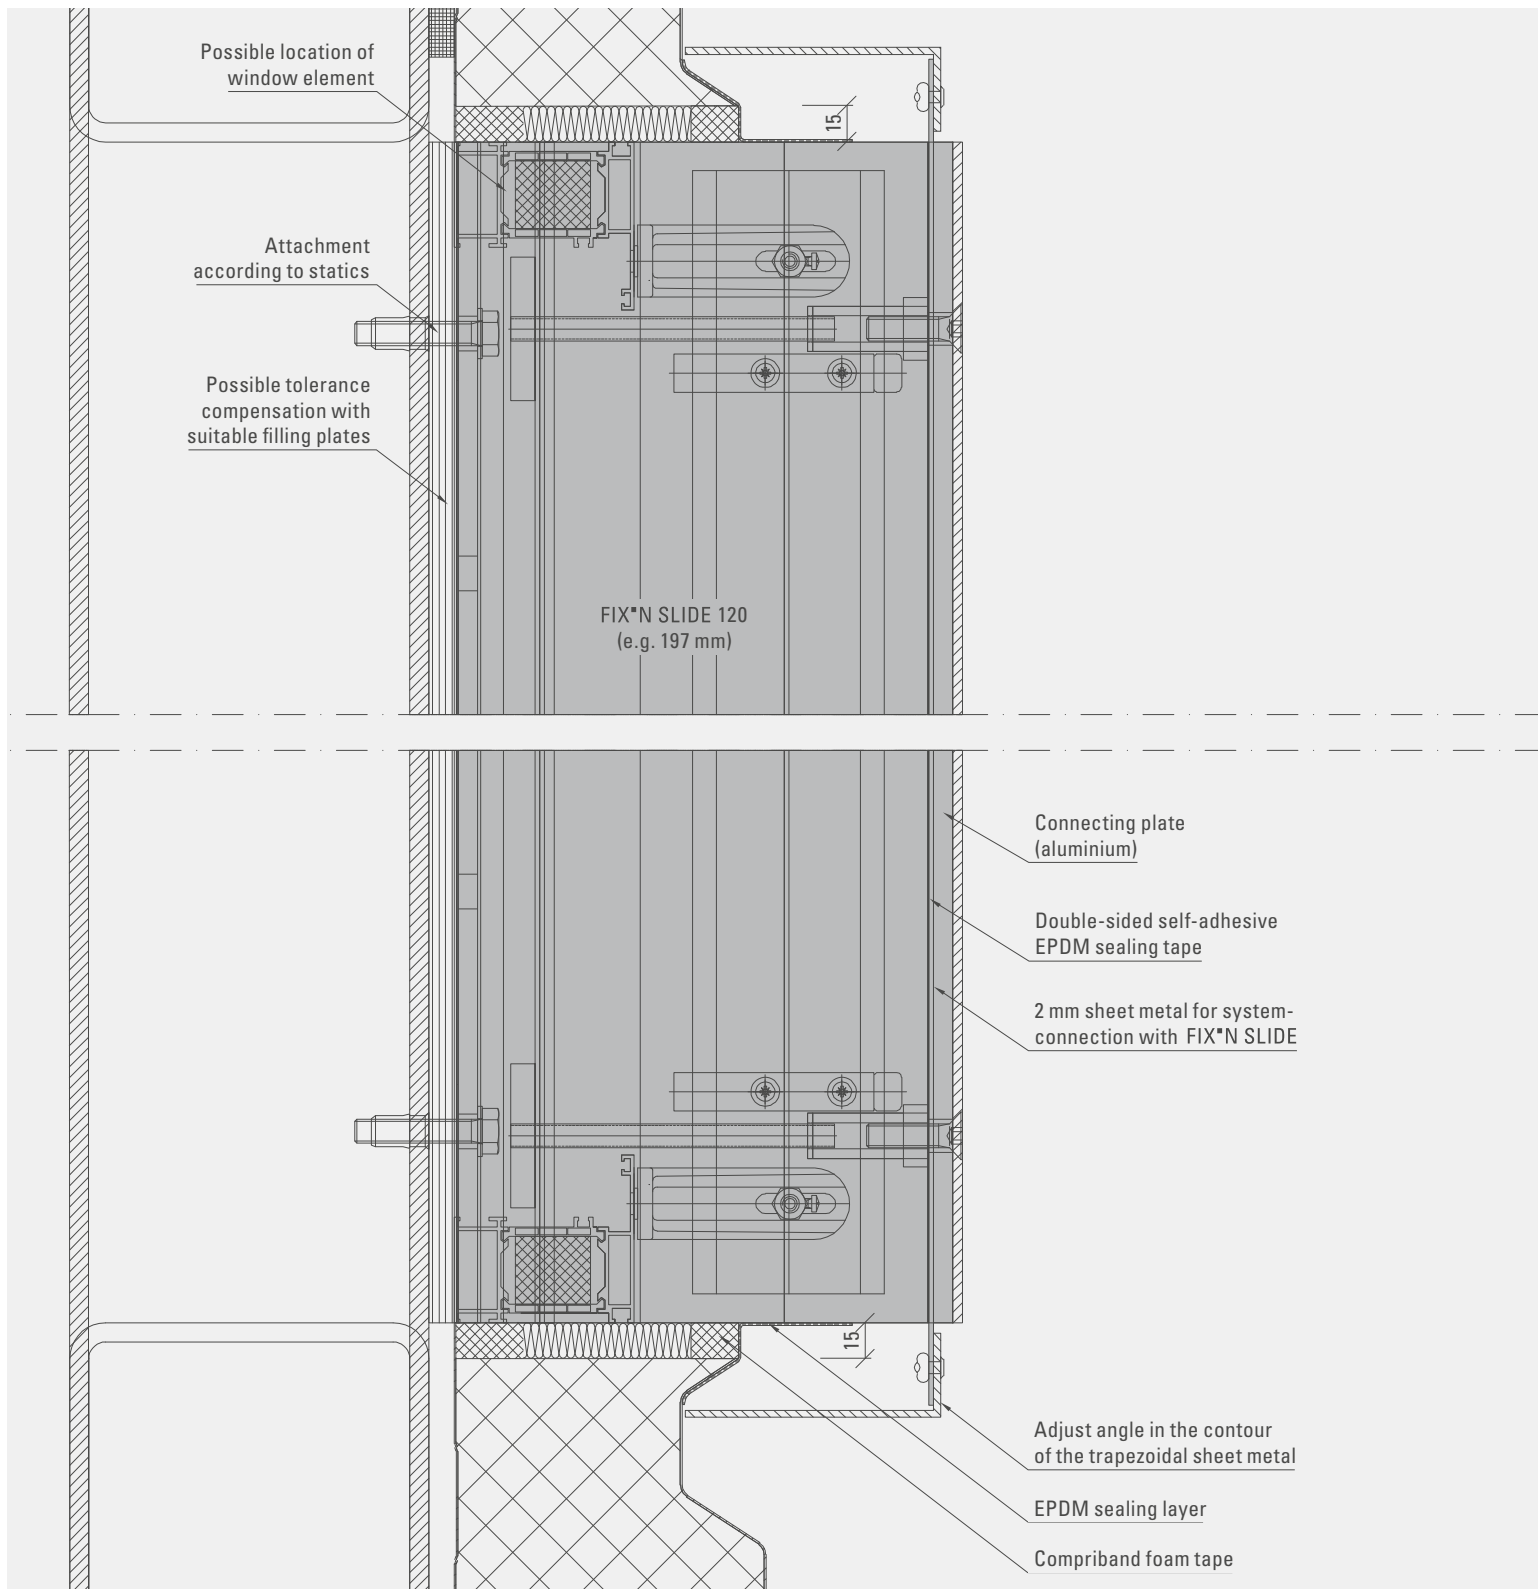 Possible location of
window element
15
Attachment
according to statics
Possible tolerance
compensation with
suitable filling plates
FIX▪N SLIDE 120
(e.g. 197 mm)
Connecting plate
(aluminium)
Double-sided self-adhesive
EPDM sealing tape
2 mm sheet metal for system-
connection with FIX▪N SLIDE
15
Adjust angle in the contour
of the trapezoidal sheet metal
EPDM sealing layer
Compriband foam tape